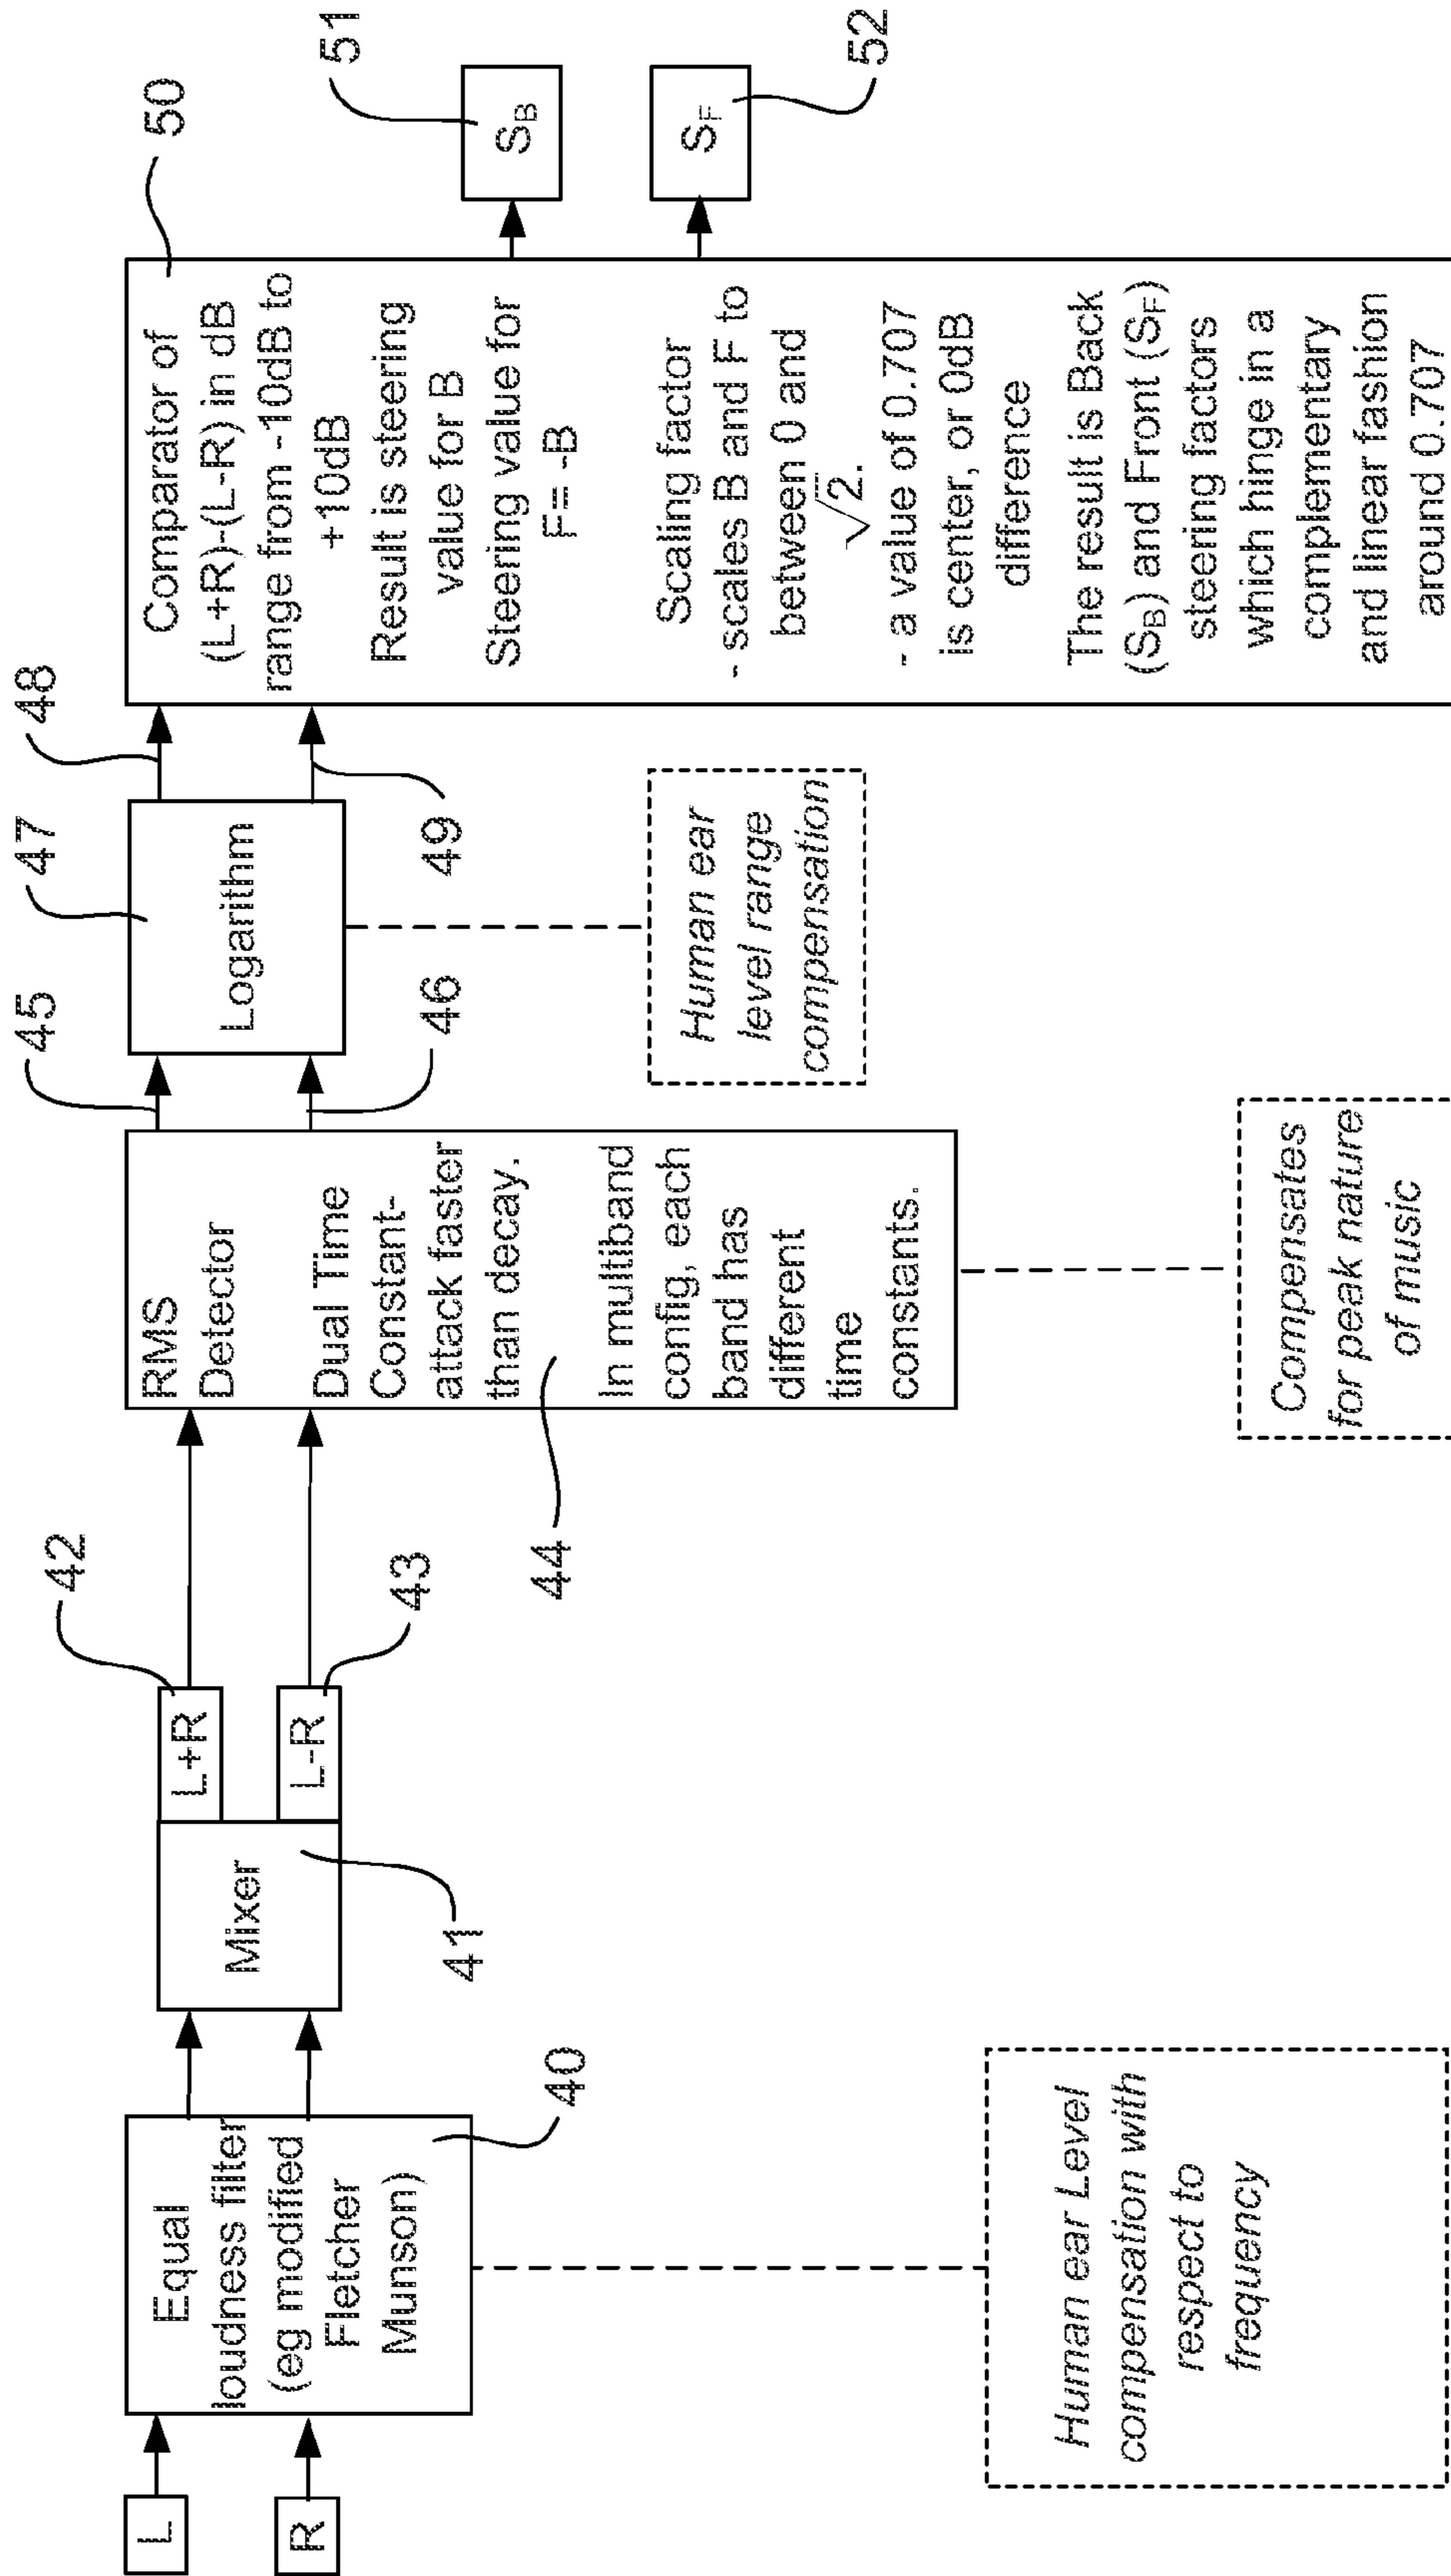 L
R
Equal
loudness filter
(eg modified
Fletcher
Munson)
40
Human ear Level
compensation with
respect to
frequency
Mixer
41
L+R
L-R
42
43
RMS
Detector
Dual Time
Constant-
attack faster
than decay.
In multiband
config, each
band has
different
time
constants.
44
Compensates
for peak nature
of music
45
46
Logarithm
47
Human ear
level range
compensation
48
49
Comparator of
(L+R)-(L-R) in dB
range from -10dB to
+10dB
Result is steering
value for B
Steering value for
F= -B
Scaling factor
- scales B and F to
between 0 and
√2.
- a value of 0.707
is center, or 0dB
difference
The result is Back
(SB) and Front (SF)
steering factors
which hinge in a
complementary
and linear fashion
around 0.707
50
SB
51
SF
52